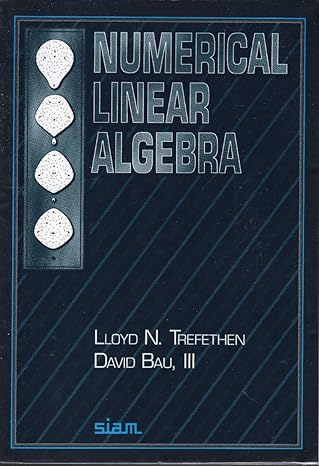 NUMERICAL
LINEAR
ALGEBRA
LLOYD N. TREFETHEN
DAVID BAU, III
siam